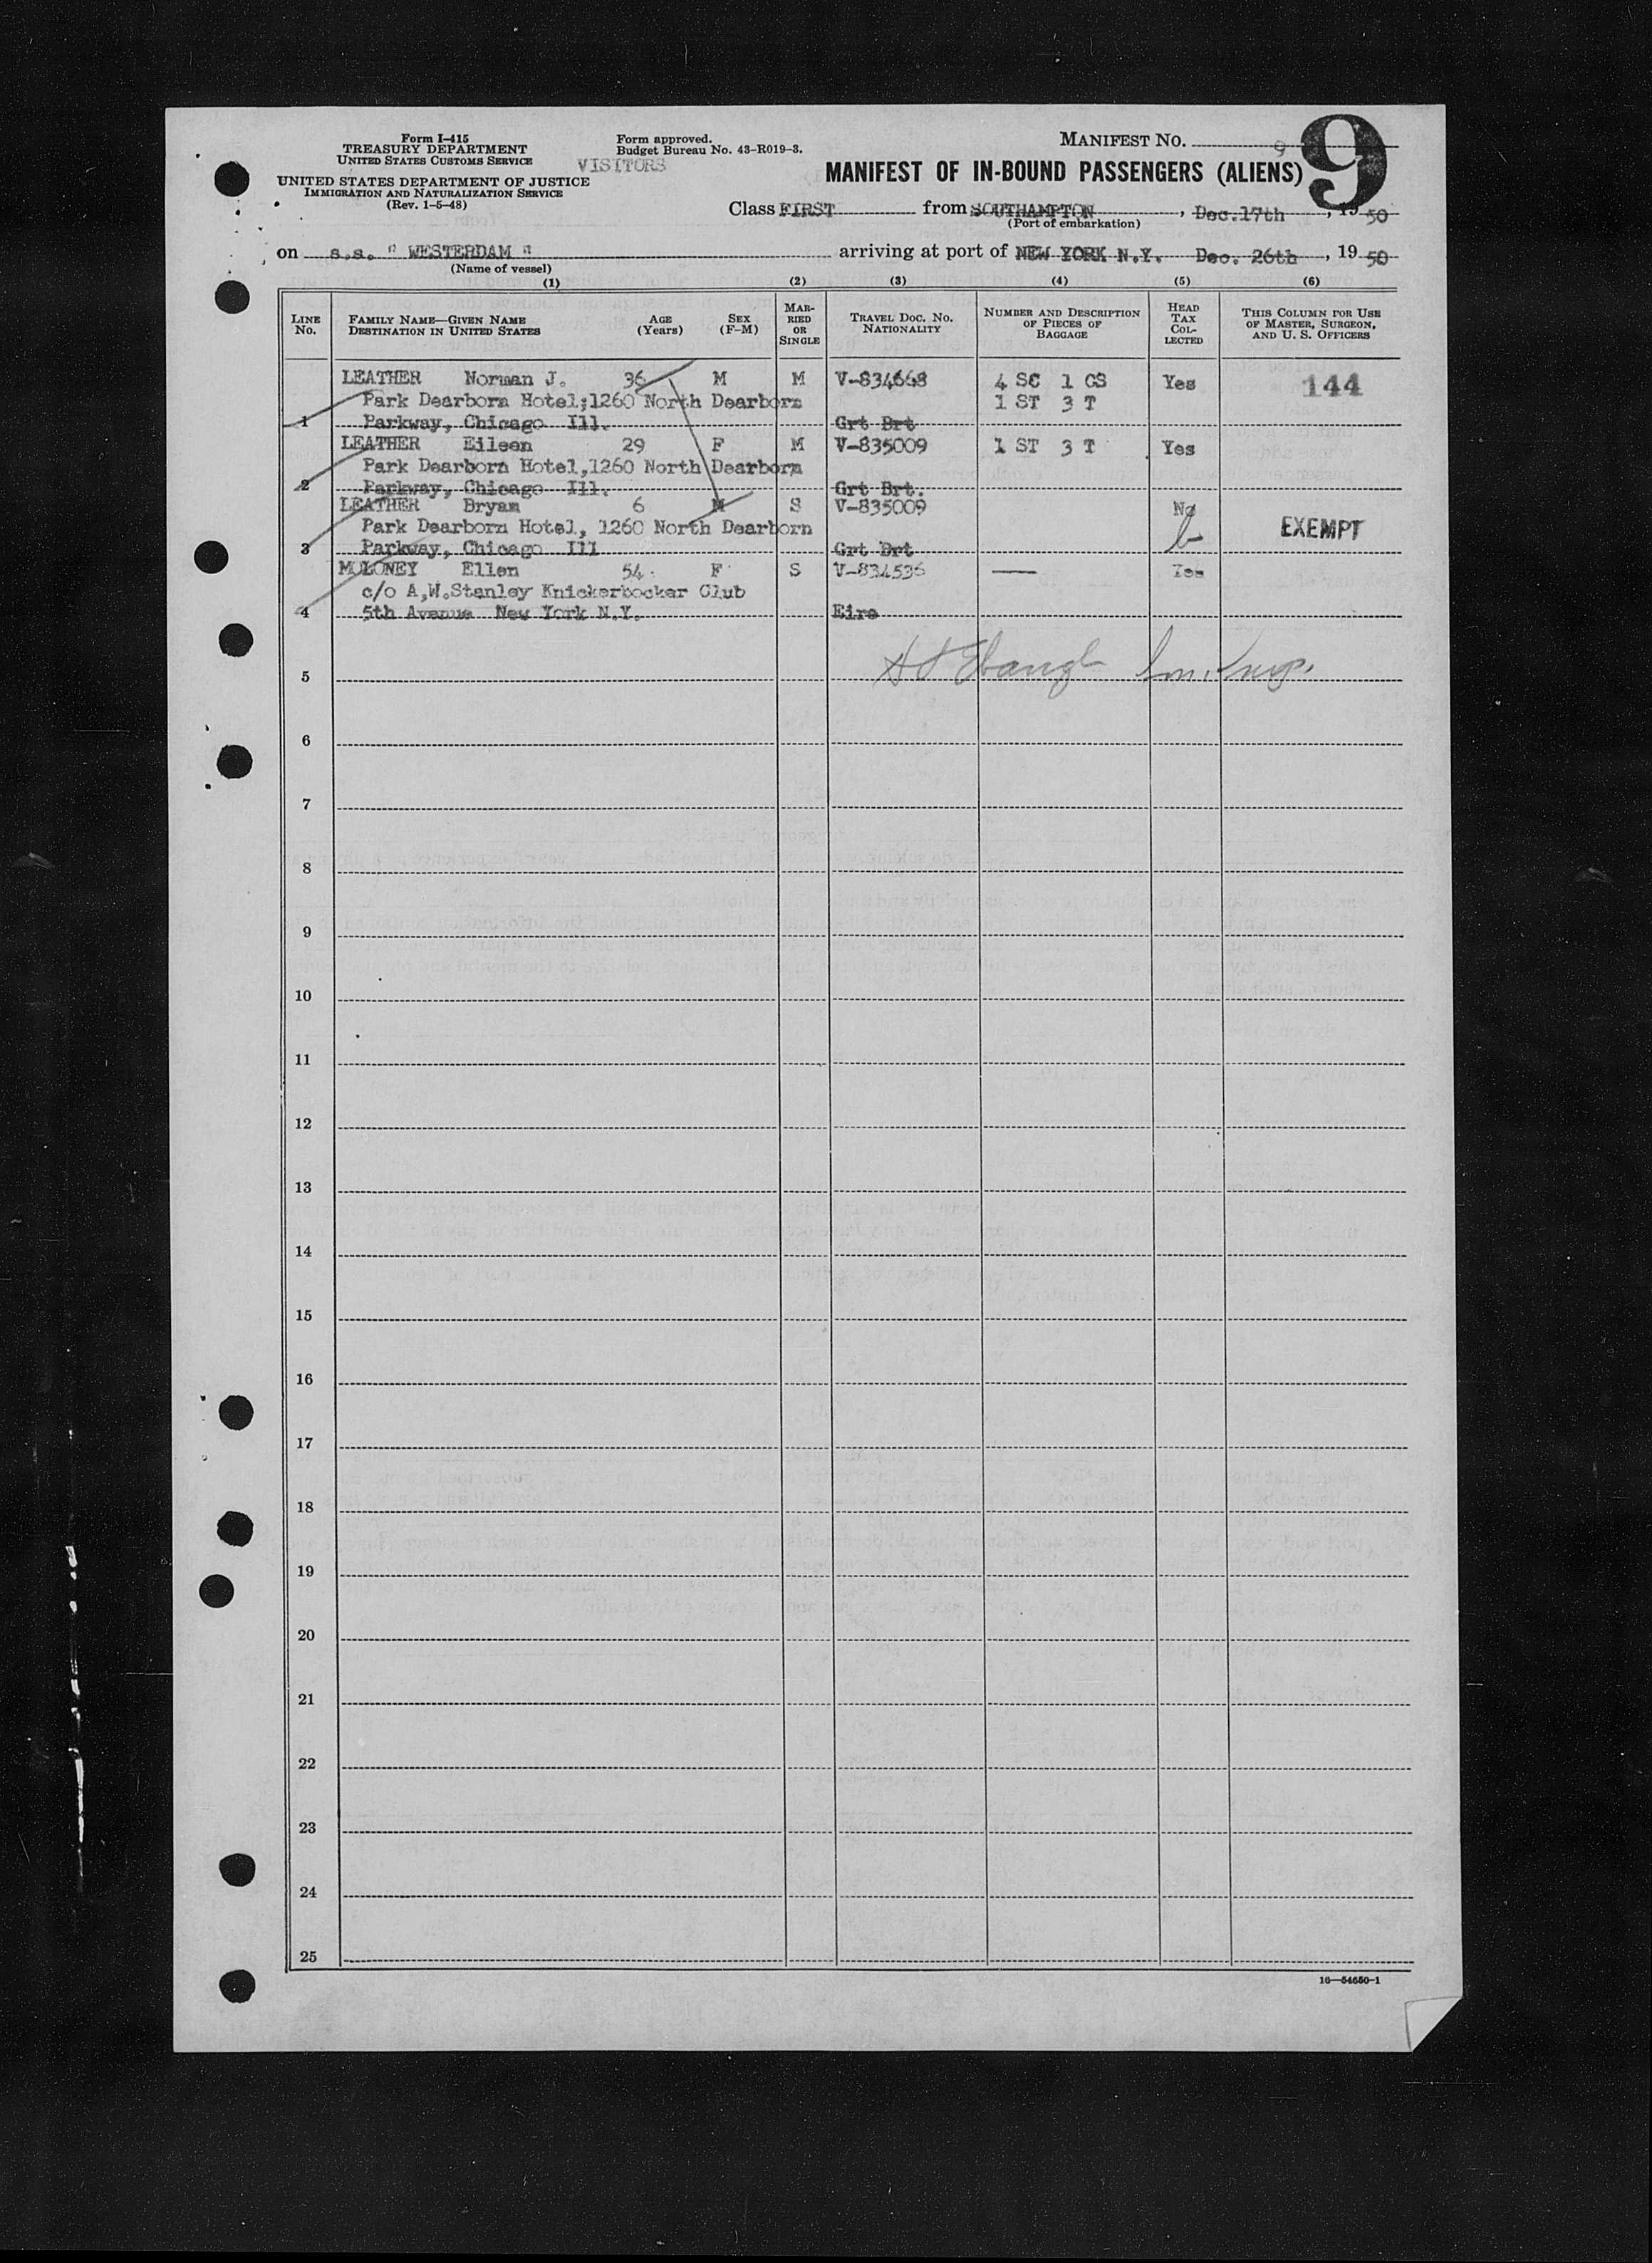 Form I-415
TREASURY DEPARTMENT
UNITED STATES CUSTOMS SERVICE
UNITED STATES DEPARTMENT OF JUSTICE
IMMIGRATION AND NATURALIZATION SERVICE
(Rev. 1-5-48)
Form approved.
Budget Bureau No. 43-R019-3.
VISITORS
MANIFEST NO. 9
9
MANIFEST OF IN-BOUND PASSENGERS (ALIENS)
Class FIRST from SOUTHAMPTON, Dec.17th, 19 50
(Port of embarkation)
on s.s. " WESTERDAM " arriving at port of NEW YORK N.Y. Dec. 26th, 19 50
(Name of vessel)
(1) (2) (3) (4) (5) (6)
LINE No.
FAMILY NAME—GIVEN NAME
DESTINATION IN UNITED STATES
AGE (Years)
SEX (F-M)
MARRIED OR SINGLE
TRAVEL DOC. NO. NATIONALITY
NUMBER AND DESCRIPTION OF PIECES OF BAGGAGE
HEAD TAX COLLECTED
THIS COLUMN FOR USE OF MASTER, SURGEON, AND U. S. OFFICERS
LEATHER Norman J. 36 M M V-834668 4 SC 1 CS Yes 144
Park Dearborn Hotel;1260 North Dearborn 1 ST 3 T
1 Parkway, Chicago Ill. Grt Brt
LEATHER Eileen 29 F M V-835009 1 ST 3 T Yes
Park Dearborn Hotel,1260 North Dearborn
2 Parkway, Chicago Ill. Grt Brt.
LEATHER Bryan 6 M S V-835009 No
Park Dearborn Hotel, 1260 North Dearborn EXEMPT
3 Parkway, Chicago Ill Grt Brt
MOLONEY Ellen 54 F S V-834536 —— Yes
c/o A,W.Stanley Knickerbocker Club
4 5th Avenue New York N.Y. Eire
5
6
7
8
9
10
11
12
13
14
15
16
17
18
19
20
21
22
23
24
25
16—54650-1